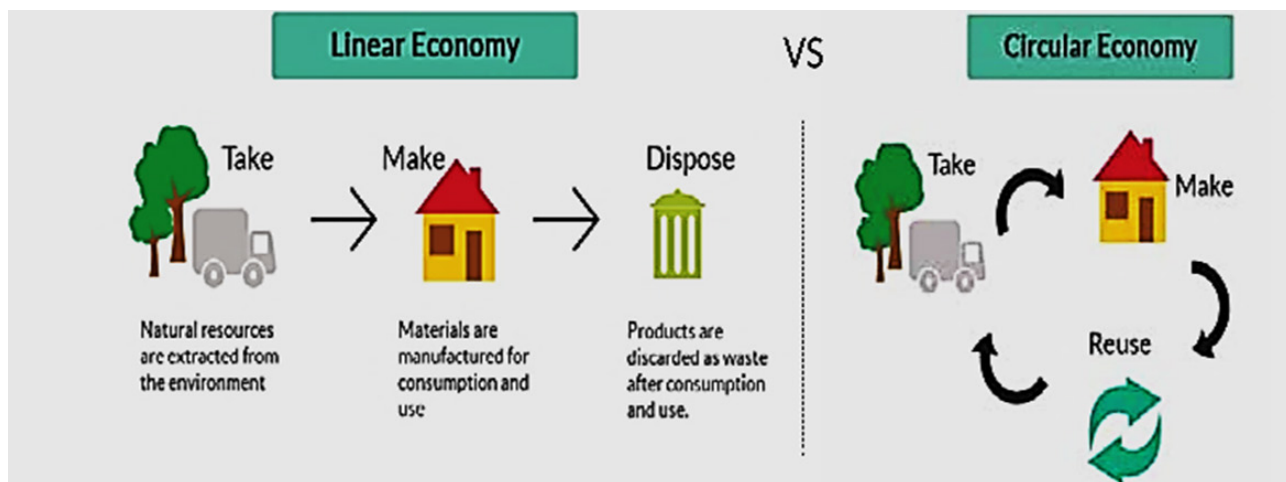 Linear Economy
VS
Circular Economy
Take
Make
Dispose
Natural resources
are extracted from
the environment
Materials are
manufactured for
consumption and
use
Products are
discarded as waste
after consumption
and use.
Take
Make
Reuse